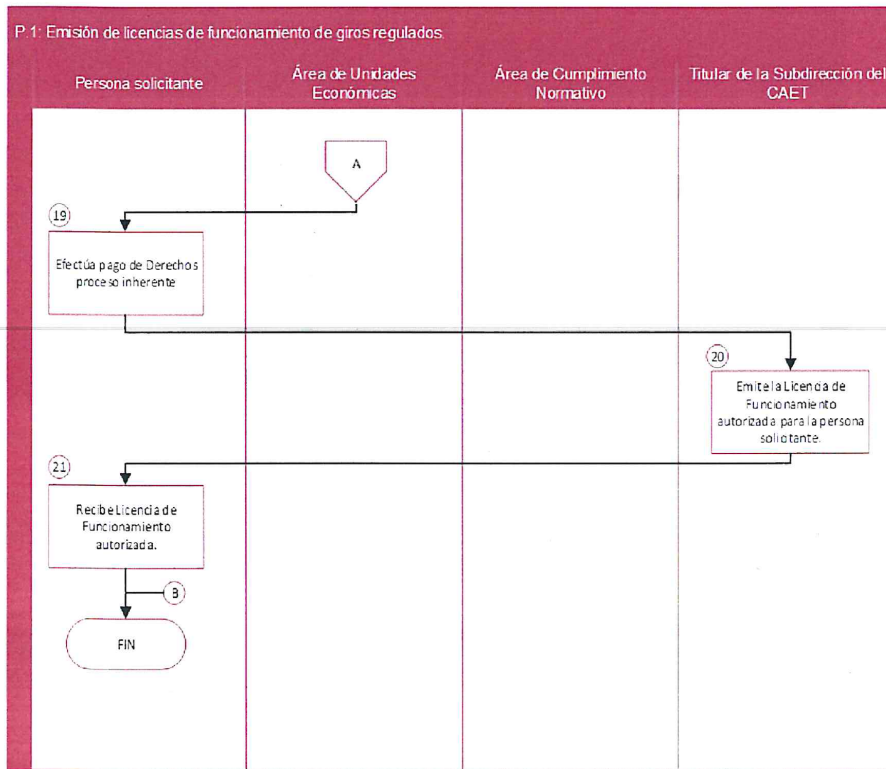 P.1: Emisión de licencias de funcionamiento de giros regulados.
Persona solicitante
Área de Unidades
Económicas
Área de Cumplimiento
Normativo
Titular de la Subdirección del
CAET
A
19
Efectúa pago de Derechos
proceso inherente
20
Emite la Licencia de
Funcionamiento
autorizada para la persona
solicitante.
21
Recibe Licencia de
Funcionamiento
autorizada.
B
FIN